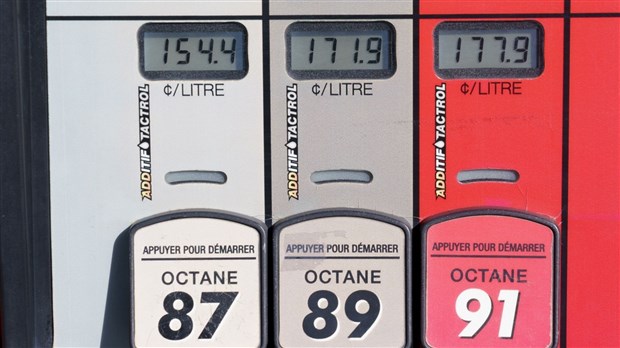 154.4 171.9 177.9
¢/LITRE ¢/LITRE ¢/LITRE
ADDITIF TACTROL ADDITIF TACTROL ADDITIF TACTROL
APPUYER POUR DÉMARRER
OCTANE
87
APPUYER POUR DÉMARRER
OCTANE
89
APPUYER POUR DÉMARRER
OCTANE
91